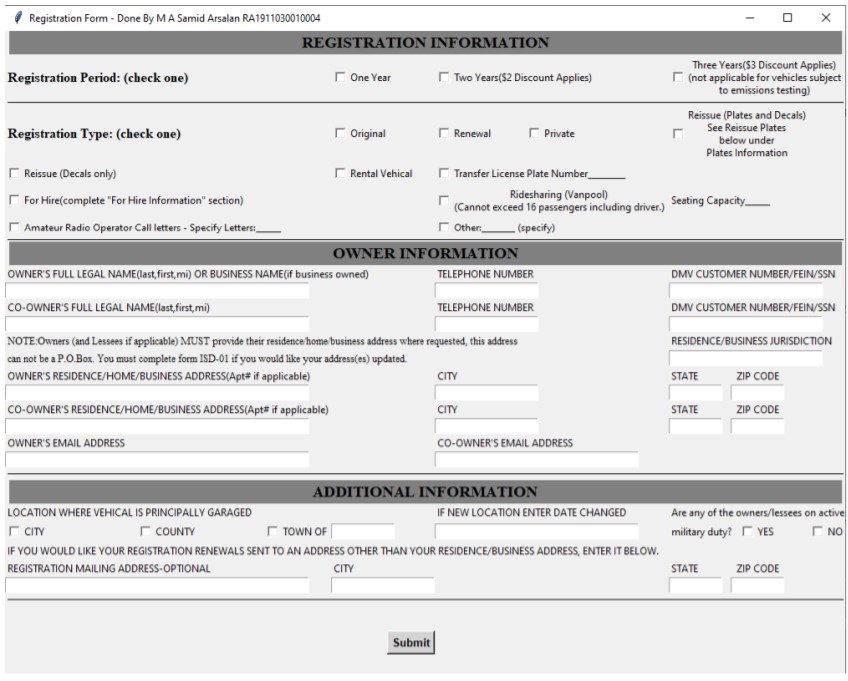 Registration Form - Done By M A Samid Arsalan RA1911030010004
REGISTRATION INFORMATION
Registration Period: (check one)
One Year
Two Years($2 Discount Applies)
Three Years($3 Discount Applies)
(not applicable for vehicles subject
to emissions testing)
Registration Type: (check one)
Original
Renewal
Private
Reissue (Plates and Decals)
See Reissue Plates
below under
Plates Information
Reissue (Decals only)
Rental Vehical
Transfer License Plate Number_______
For Hire(complete "For Hire Information" section)
Ridesharing (Vanpool)
(Cannot exceed 16 passengers including driver.)
Seating Capacity_____
Amateur Radio Operator Call letters - Specify Letters:_____
Other:_______ (specify)
OWNER INFORMATION
OWNER'S FULL LEGAL NAME(last,first,mi) OR BUSINESS NAME(if business owned)
TELEPHONE NUMBER
DMV CUSTOMER NUMBER/FEIN/SSN
CO-OWNER'S FULL LEGAL NAME(last,first,mi)
TELEPHONE NUMBER
DMV CUSTOMER NUMBER/FEIN/SSN
NOTE:Owners (and Lessees if applicable) MUST provide their residence/home/business address where requested, this address
can not be a P.O.Box. You must complete form ISD-01 if you would like your address(es) updated.
RESIDENCE/BUSINESS JURISDICTION
OWNER'S RESIDENCE/HOME/BUSINESS ADDRESS(Apt# if applicable)
CITY
STATE
ZIP CODE
CO-OWNER'S RESIDENCE/HOME/BUSINESS ADDRESS(Apt# if applicable)
CITY
STATE
ZIP CODE
OWNER'S EMAIL ADDRESS
CO-OWNER'S EMAIL ADDRESS
ADDITIONAL INFORMATION
LOCATION WHERE VEHICAL IS PRINCIPALLY GARAGED
IF NEW LOCATION ENTER DATE CHANGED
Are any of the owners/lessees on active
CITY
COUNTY
TOWN OF
military duty?
YES
NO
IF YOU WOULD LIKE YOUR REGISTRATION RENEWALS SENT TO AN ADDRESS OTHER THAN YOUR RESIDENCE/BUSINESS ADDRESS, ENTER IT BELOW.
REGISTRATION MAILING ADDRESS-OPTIONAL
CITY
STATE
ZIP CODE
Submit